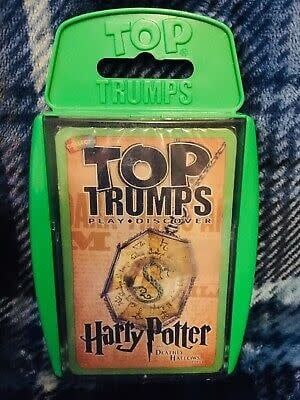 TOP
TRUMPS
TOP
TRUMPS
PLAY • DISCOVER
Harry Potter
DEATHLY
HALLOWS